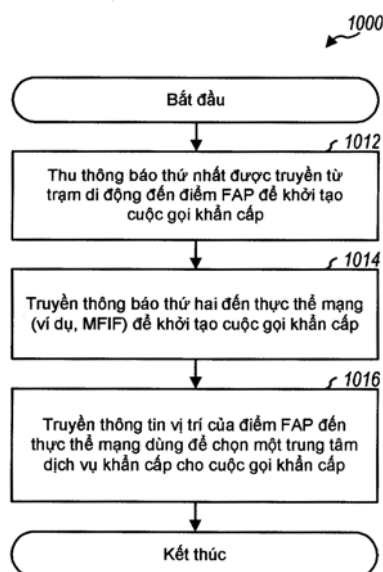 1000
Bắt đầu
1012
Thu thông báo thứ nhất được truyền từ
trạm di động đến điểm FAP để khởi tạo
cuộc gọi khẩn cấp
1014
Truyền thông báo thứ hai đến thực thể mạng
(ví dụ, MFIF) để khởi tạo cuộc gọi khẩn cấp
1016
Truyền thông tin vị trí của điểm FAP đến
thực thể mạng dùng để chọn một trung tâm
dịch vụ khẩn cấp cho cuộc gọi khẩn cấp
Kết thúc